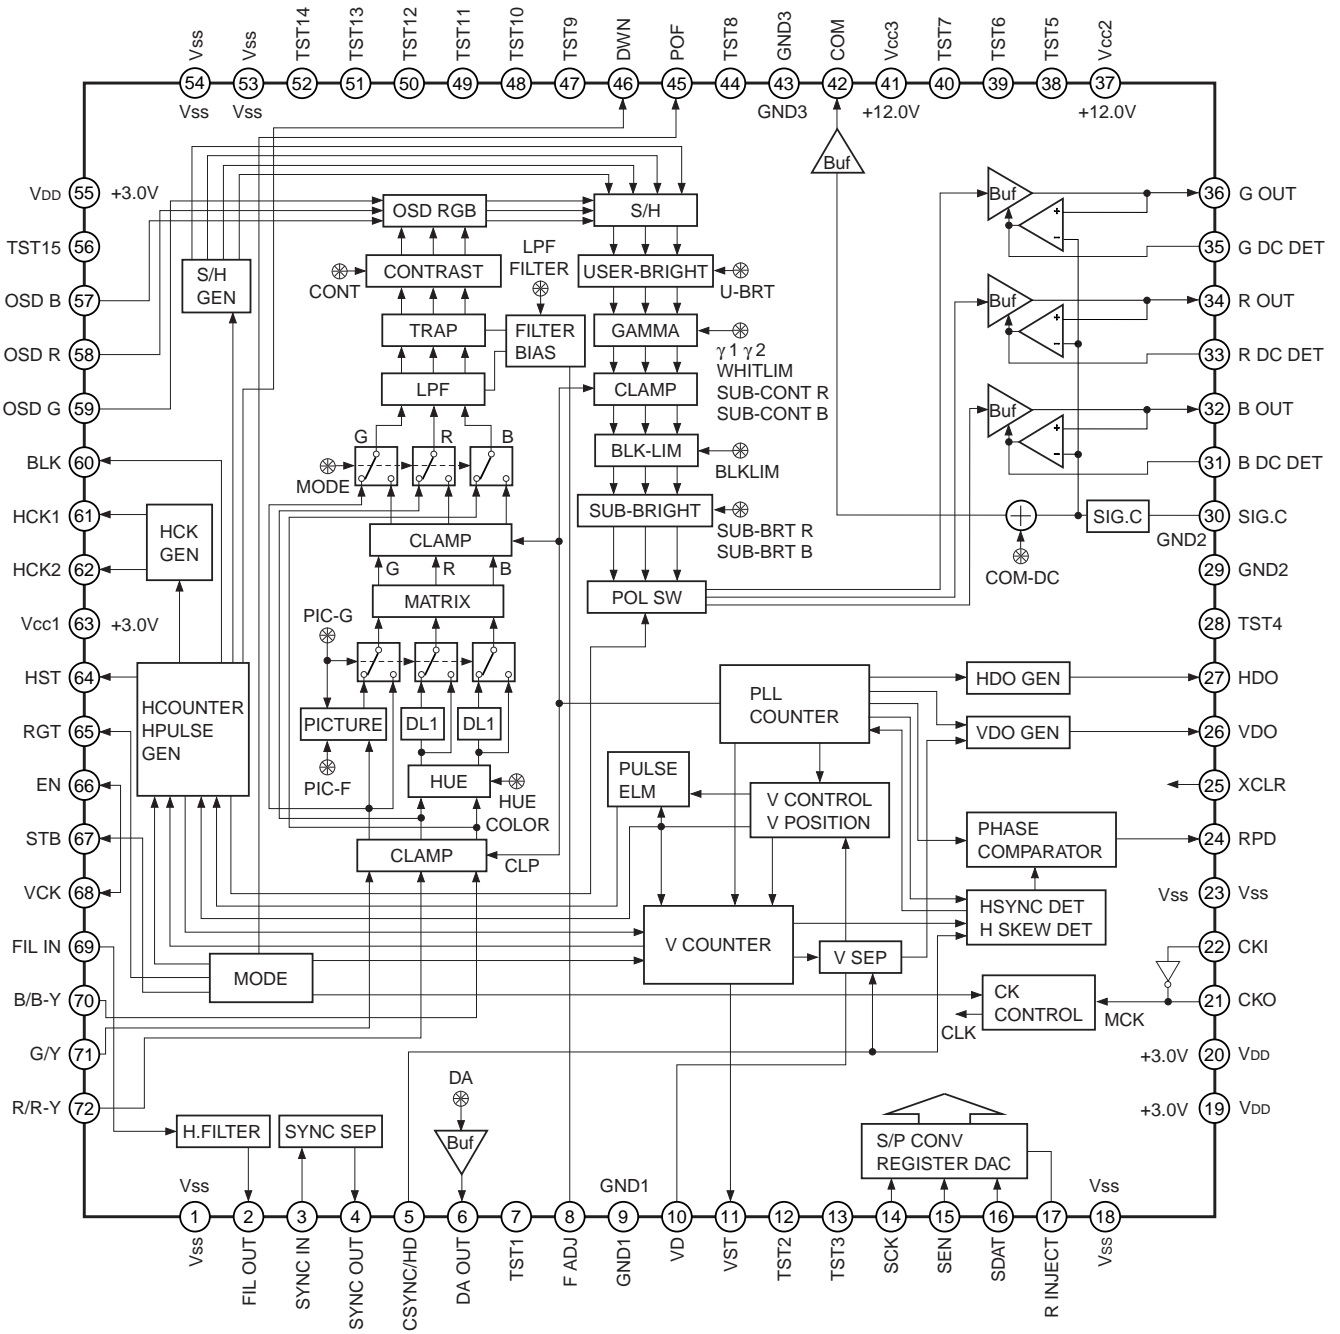 Vss
Vss
TST14
TST13
TST12
TST11
TST10
TST9
DWN
POF
TST8
GND3
COM
Vcc3
TST7
TST6
TST5
Vcc2
54
53
52
51
50
49
48
47
46
45
44
43
42
41
40
39
38
37
Vss
Vss
GND3
+12.0V
+12.0V
Buf
VDD
55
+3.0V
TST15
56
OSD B
57
OSD R
58
OSD G
59
BLK
60
HCK1
61
HCK2
62
Vcc1
63
+3.0V
HST
64
RGT
65
EN
66
STB
67
VCK
68
FIL IN
69
B/B-Y
70
G/Y
71
R/R-Y
72
S/H
GEN
HCK
GEN
HCOUNTER
HPULSE
GEN
MODE
OSD RGB
CONTRAST
CONT
TRAP
LPF
LPF
FILTER
FILTER
BIAS
G
R
B
MODE
CLAMP
G
R
B
MATRIX
PIC-G
PICTURE
DL1
DL1
PIC-F
HUE
HUE
COLOR
CLAMP
CLP
S/H
USER-BRIGHT
U-BRT
GAMMA
γ1 γ2
WHITLIM
SUB-CONT R
SUB-CONT B
CLAMP
BLK-LIM
BLKLIM
SUB-BRIGHT
SUB-BRT R
SUB-BRT B
POL SW
Buf
+
-
36
G OUT
35
G DC DET
Buf
+
-
34
R OUT
33
R DC DET
Buf
+
-
32
B OUT
31
B DC DET
SIG.C
30
SIG.C
GND2
COM-DC
29
GND2
28
TST4
PLL
COUNTER
HDO GEN
27
HDO
VDO GEN
26
VDO
PULSE
ELM
V CONTROL
V POSITION
25
XCLR
PHASE
COMPARATOR
24
RPD
HSYNC DET
H SKEW DET
Vss
23
Vss
V COUNTER
V SEP
22
CKI
CK
CONTROL
MCK
CLK
21
CKO
+3.0V
20
VDD
+3.0V
19
VDD
H.FILTER
SYNC SEP
DA
Buf
S/P CONV
REGISTER DAC
Vss
GND1
Vss
1
2
3
4
5
6
7
8
9
10
11
12
13
14
15
16
17
18
Vss
FIL OUT
SYNC IN
SYNC OUT
CSYNC/HD
DA OUT
TST1
F ADJ
GND1
VD
VST
TST2
TST3
SCK
SEN
SDAT
R INJECT
Vss